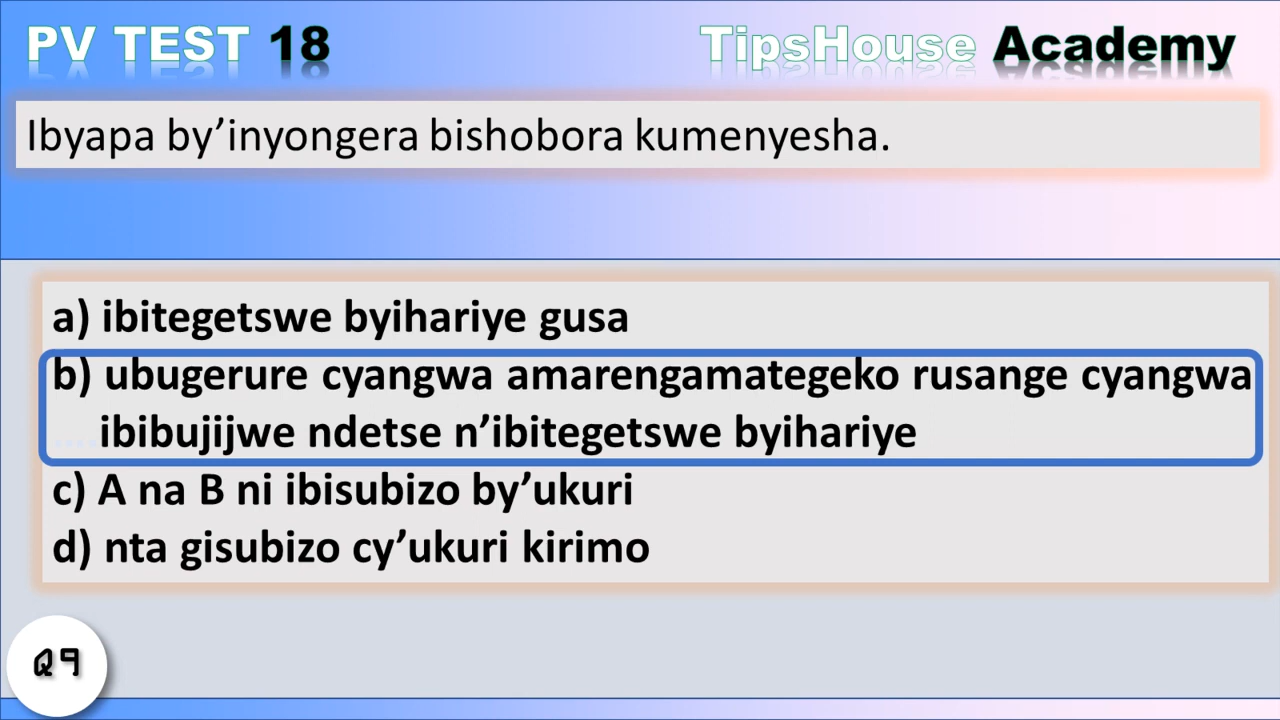 PV TEST 18
TipsHouse Academy
Ibyapa by’inyongera bishobora kumenyesha.
a) ibitegetswe byihariye gusa
b) ubugerure cyangwa amarengamategeko rusange cyangwa
.... ibibujijwe ndetse n’ibitegetswe byihariye
c) A na B ni ibisubizo by’ukuri
d) nta gisubizo cy’ukuri kirimo
Q9